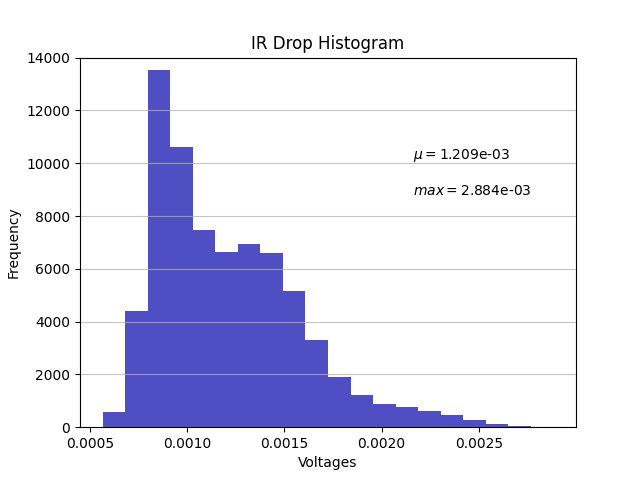 IR Drop Histogram
14000
12000
10000
8000
6000
4000
2000
0
Frequency
μ = 1.209e-03
max = 2.884e-03
0.0005 0.0010 0.0015 0.0020 0.0025
Voltages